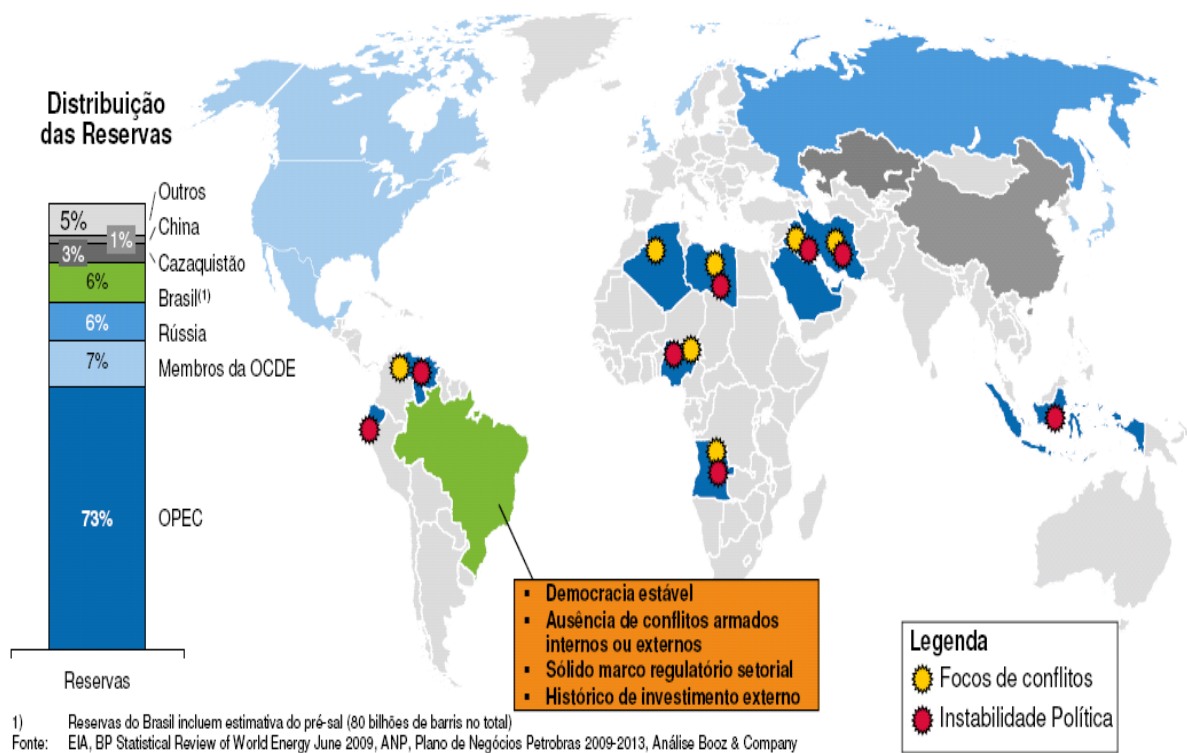 Distribuição
das Reservas
Outros
5%
China
1%
3%
Cazaquistão
6%
Brasil(1)
6%
Rússia
7%
Membros da OCDE
73%
OPEC
Reservas
▪ Democracia estável
▪ Ausência de conflitos armados
internos ou externos
▪ Sólido marco regulatório setorial
▪ Histórico de investimento externo
Legenda
Focos de conflitos
Instabilidade Política
1) Reservas do Brasil incluem estimativa do pré-sal (80 bilhões de barris no total)
Fonte: EIA, BP Statistical Review of World Energy June 2009, ANP, Plano de Negócios Petrobras 2009-2013, Análise Booz & Company